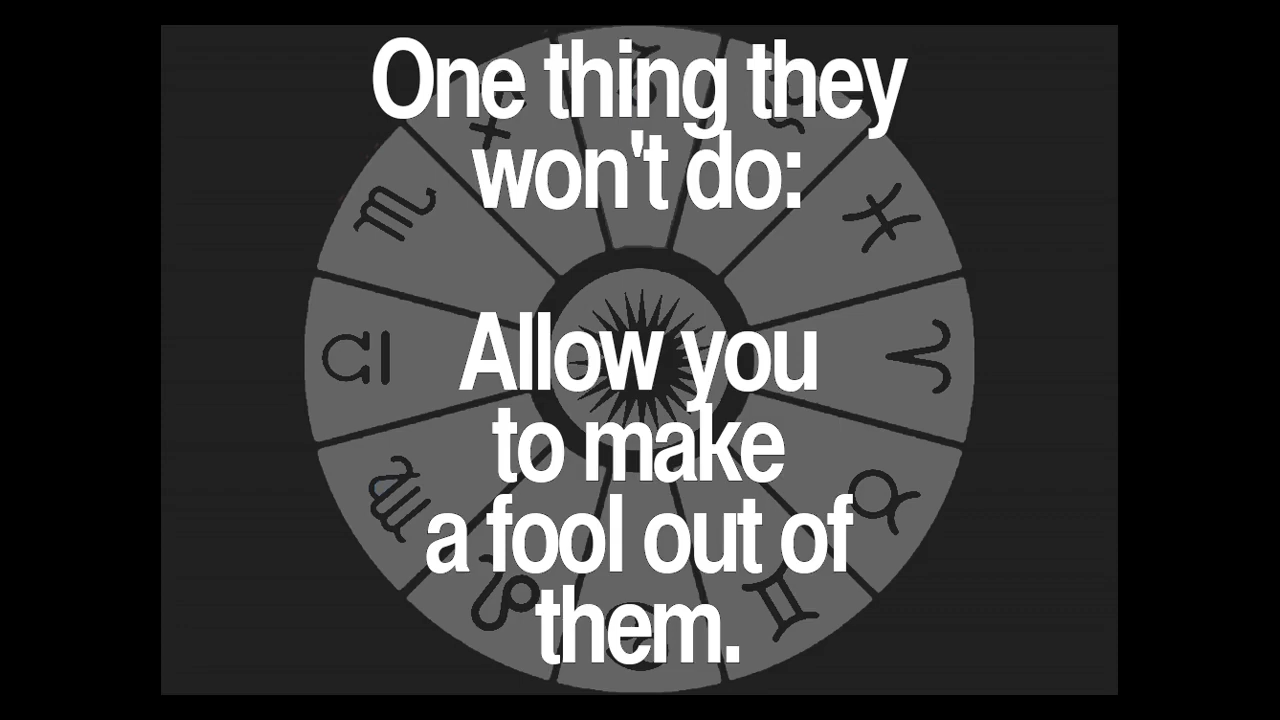 One thing they
won't do:
Allow you
to make
a fool out of
them.